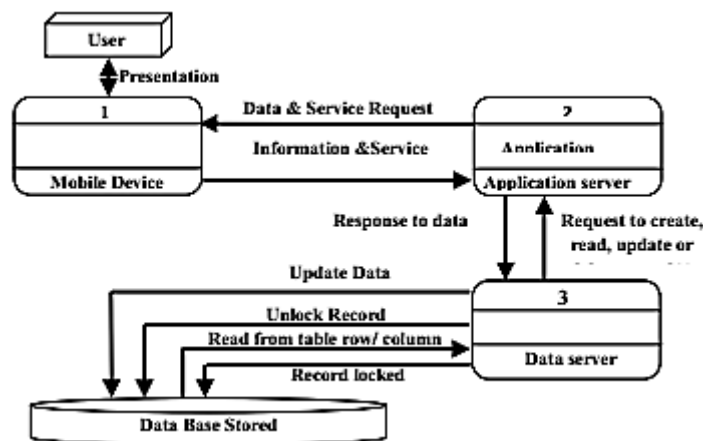 User
Presentation
1
Data & Service Request
2
Information &Service
Application
Mobile Device
Application server
Response to data
Request to create,
read, update or
Update Data
3
Unlock Record
Read from table row/ column
Data server
Record locked
Data Base Stored